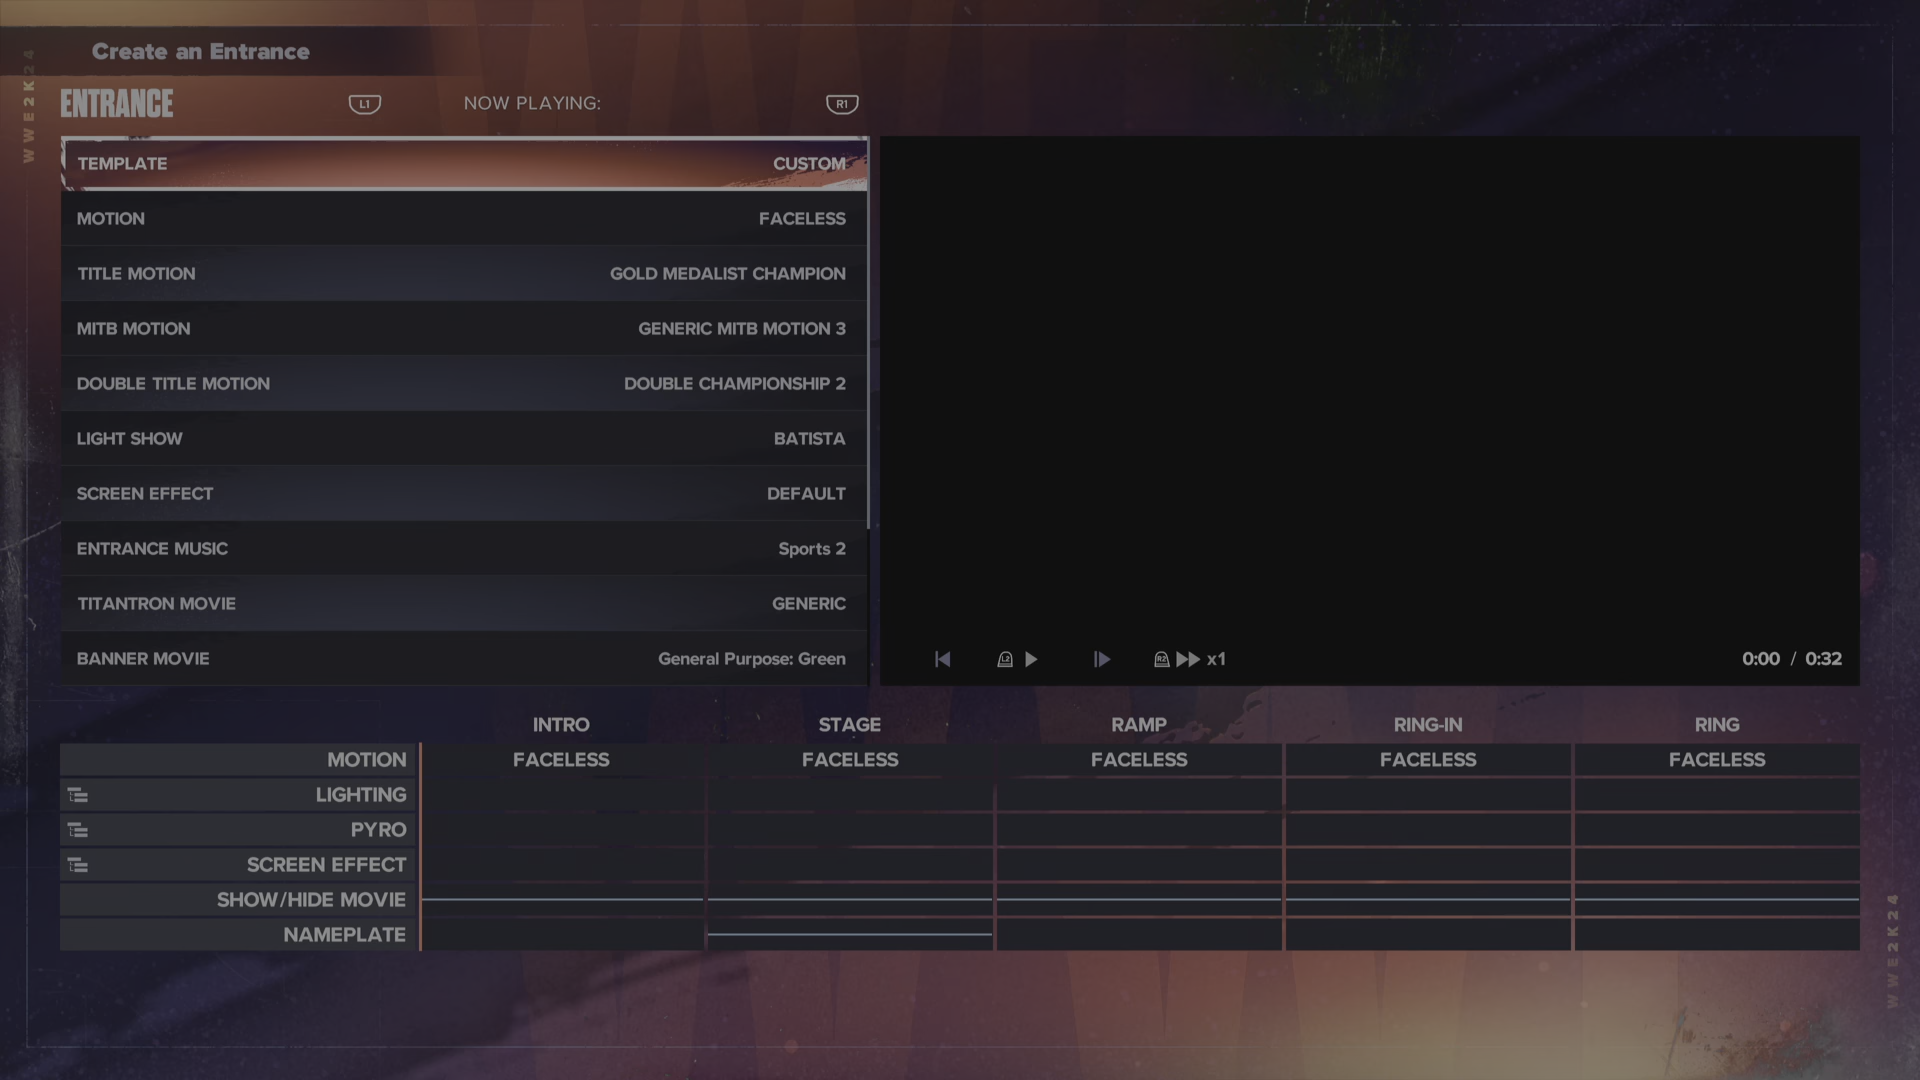 Create an Entrance
WWE2K24
ENTRANCE
L1
NOW PLAYING:
R1
TEMPLATE CUSTOM
MOTION FACELESS
TITLE MOTION GOLD MEDALIST CHAMPION
MITB MOTION GENERIC MITB MOTION 3
DOUBLE TITLE MOTION DOUBLE CHAMPIONSHIP 2
LIGHT SHOW BATISTA
SCREEN EFFECT DEFAULT
ENTRANCE MUSIC Sports 2
TITANTRON MOVIE GENERIC
BANNER MOVIE General Purpose: Green
L2 R2 x1 0:00 / 0:32
INTRO STAGE RAMP RING-IN RING
MOTION FACELESS FACELESS FACELESS FACELESS FACELESS
LIGHTING
PYRO
SCREEN EFFECT
SHOW/HIDE MOVIE
NAMEPLATE
WWE2K24